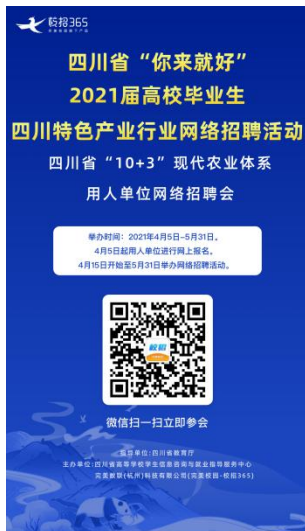 校招365
四川省“你来就好”
2021届高校毕业生
四川特色产业行业网络招聘活动
四川省“10+3”现代农业体系
用人单位网络招聘会
举办时间：2021年4月5日-5月31日。
4月5日起用人单位进行网上报名。
4月15日开始至5月31日举办网络招聘活动。
校招
微信扫一扫立即参会
指导单位:四川省教育厅
主办单位:四川省高等学校学生信息咨询与就业指导服务中心
完美数联(杭州)科技有限公司(完美校园-校招365)